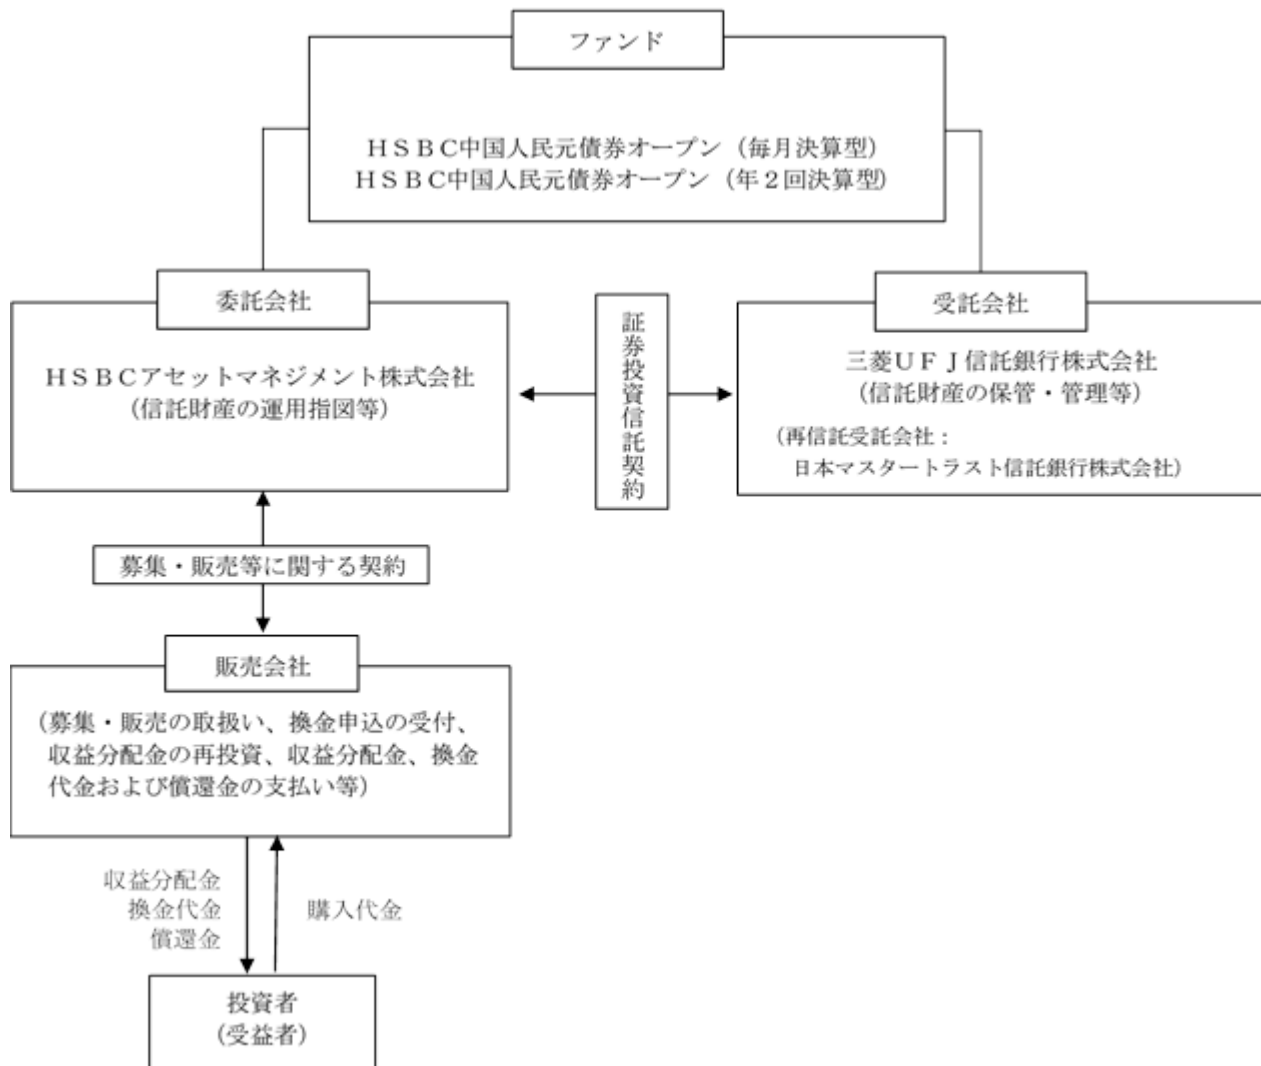 ファンド
ＨＳＢＣ中国人民元債券オープン（毎月決算型）
ＨＳＢＣ中国人民元債券オープン（年２回決算型）
委託会社
ＨＳＢＣアセットマネジメント株式会社
（信託財産の運用指図等）
証券投資信託契約
受託会社
三菱ＵＦＪ信託銀行株式会社
（信託財産の保管・管理等）
（再信託受託会社：
日本マスタートラスト信託銀行株式会社）
募集・販売等に関する契約
販売会社
（募集・販売の取扱い、換金申込の受付、
収益分配金の再投資、収益分配金、換金
代金および償還金の支払い等）
収益分配金
換金代金
償還金
購入代金
投資者
（受益者）